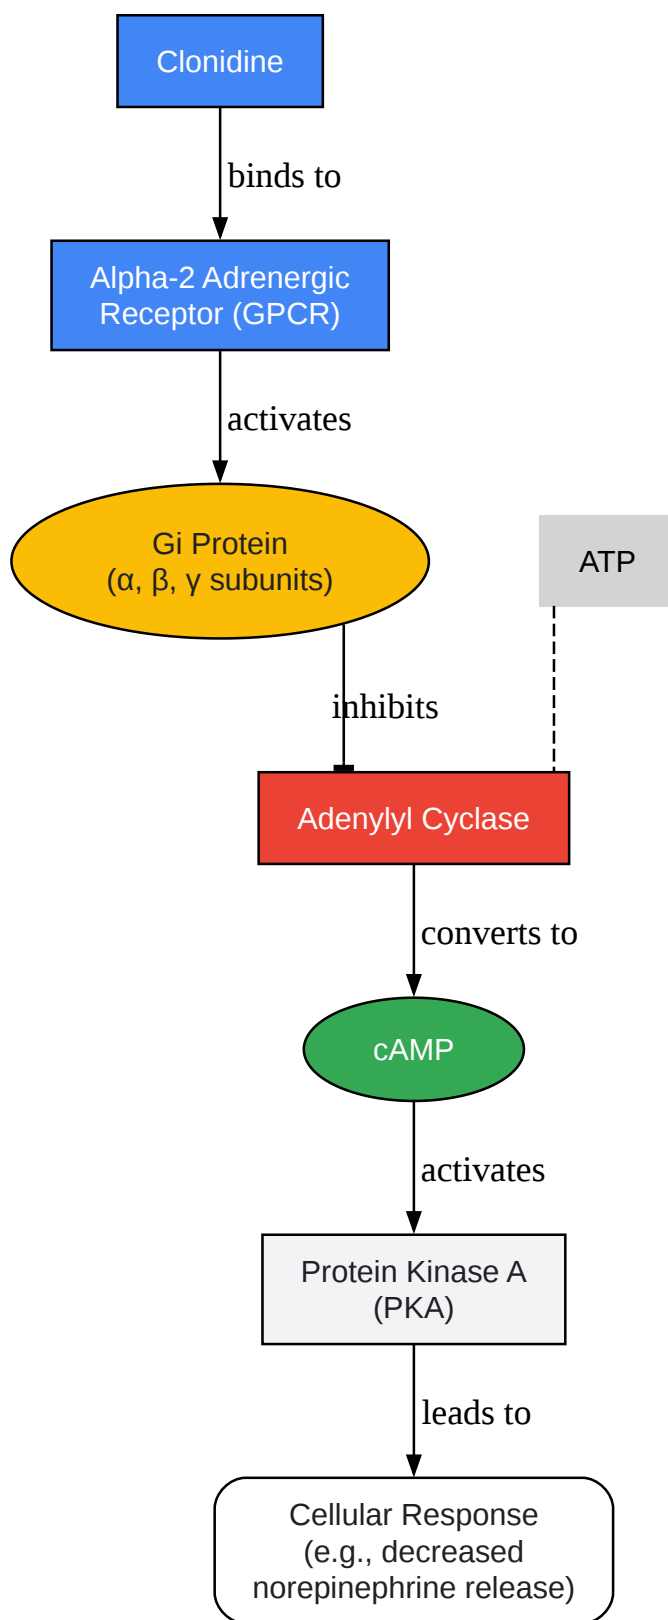 Clonidine
binds to
Alpha-2 Adrenergic
Receptor (GPCR)
activates
Gi Protein
(α, β, γ subunits)
ATP
inhibits
Adenylyl Cyclase
converts to
cAMP
activates
Protein Kinase A
(PKA)
leads to
Cellular Response
(e.g., decreased
norepinephrine release)